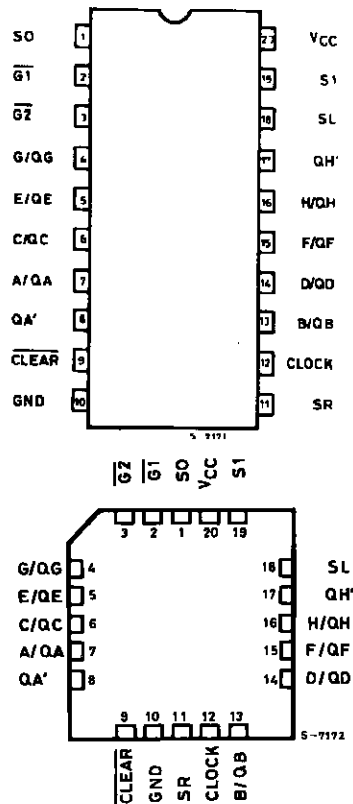 SO 1 20 VCC
G1 2 19 S1
G2 3 18 SL
G/QG 4 17 QH'
E/QE 5 16 H/QH
C/QC 6 15 F/QF
A/QA 7 14 D/QD
QA' 8 13 B/QB
CLEAR 9 12 CLOCK
GND 10 11 SR
S-7171
G2 G1 SO VCC S1
3 2 1 20 19
G/QG 4 18 SL
E/QE 5 17 QH'
C/QC 6 16 H/QH
A/QA 7 15 F/QF
QA' 8 14 D/QD
9 10 11 12 13
S-7172
CLEAR GND SR CLOCK B/QB